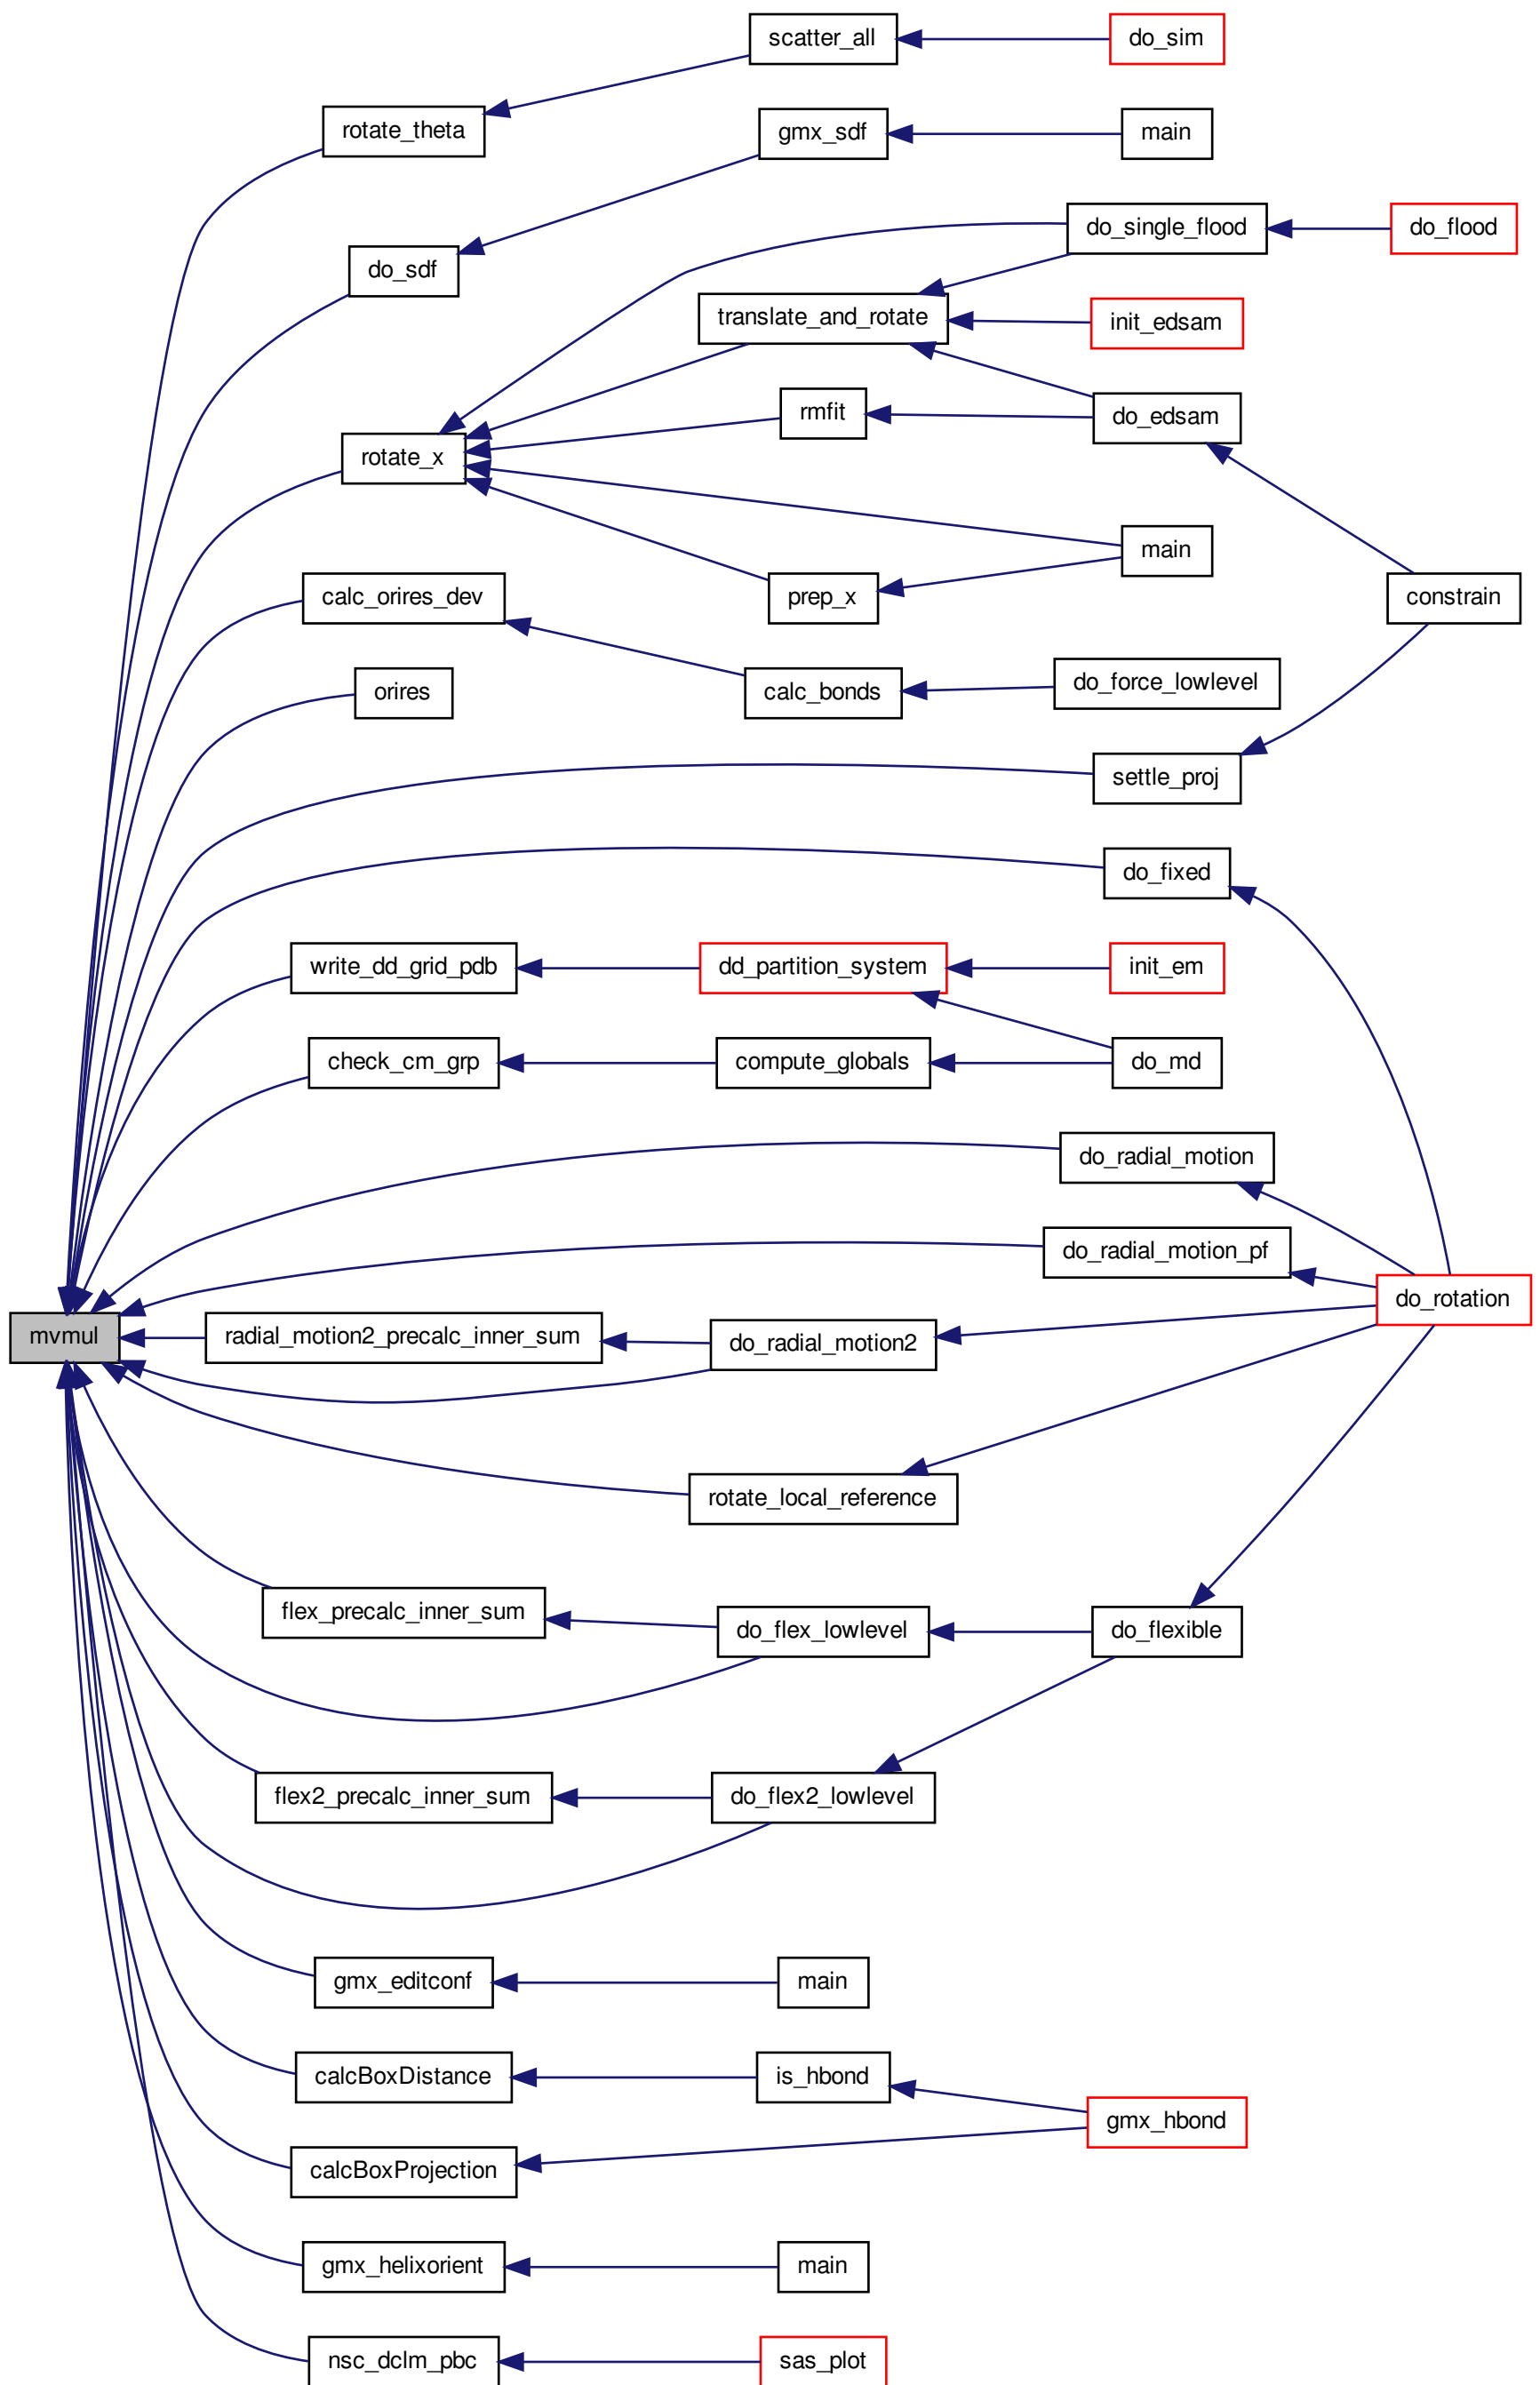 scatter_all
do_sim
rotate_theta
gmx_sdf
main
do_single_flood
do_flood
do_sdf
translate_and_rotate
init_edsam
rmfit
do_edsam
rotate_x
main
calc_orires_dev
prep_x
constrain
orires
calc_bonds
do_force_lowlevel
settle_proj
do_fixed
write_dd_grid_pdb
dd_partition_system
init_em
check_cm_grp
compute_globals
do_md
do_radial_motion
do_radial_motion_pf
do_rotation
mvmul
radial_motion2_precalc_inner_sum
do_radial_motion2
rotate_local_reference
flex_precalc_inner_sum
do_flex_lowlevel
do_flexible
flex2_precalc_inner_sum
do_flex2_lowlevel
gmx_editconf
main
calcBoxDistance
is_hbond
gmx_hbond
calcBoxProjection
gmx_helixorient
main
nsc_dclm_pbc
sas_plot